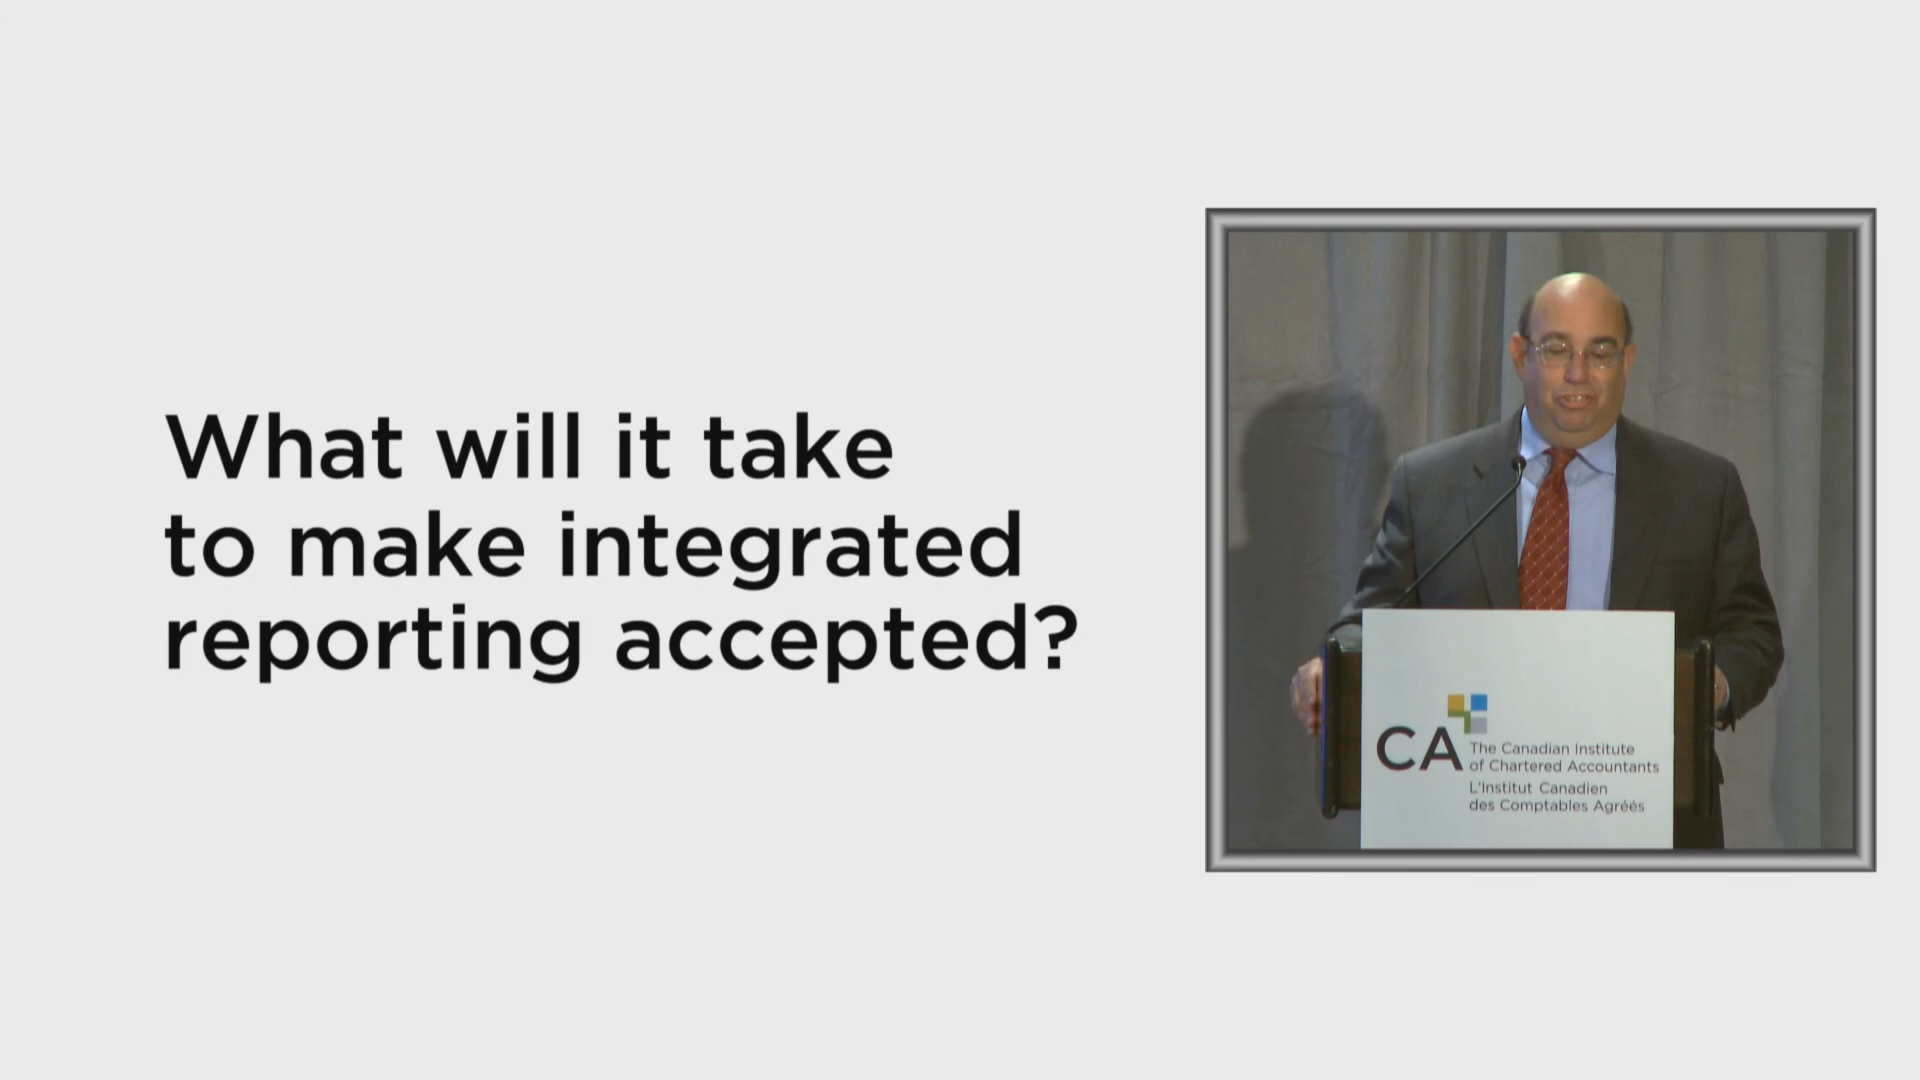 What will it take
to make integrated
reporting accepted?
CA
The Canadian Institute
of Chartered Accountants
L'Institut Canadien
des Comptables Agréés